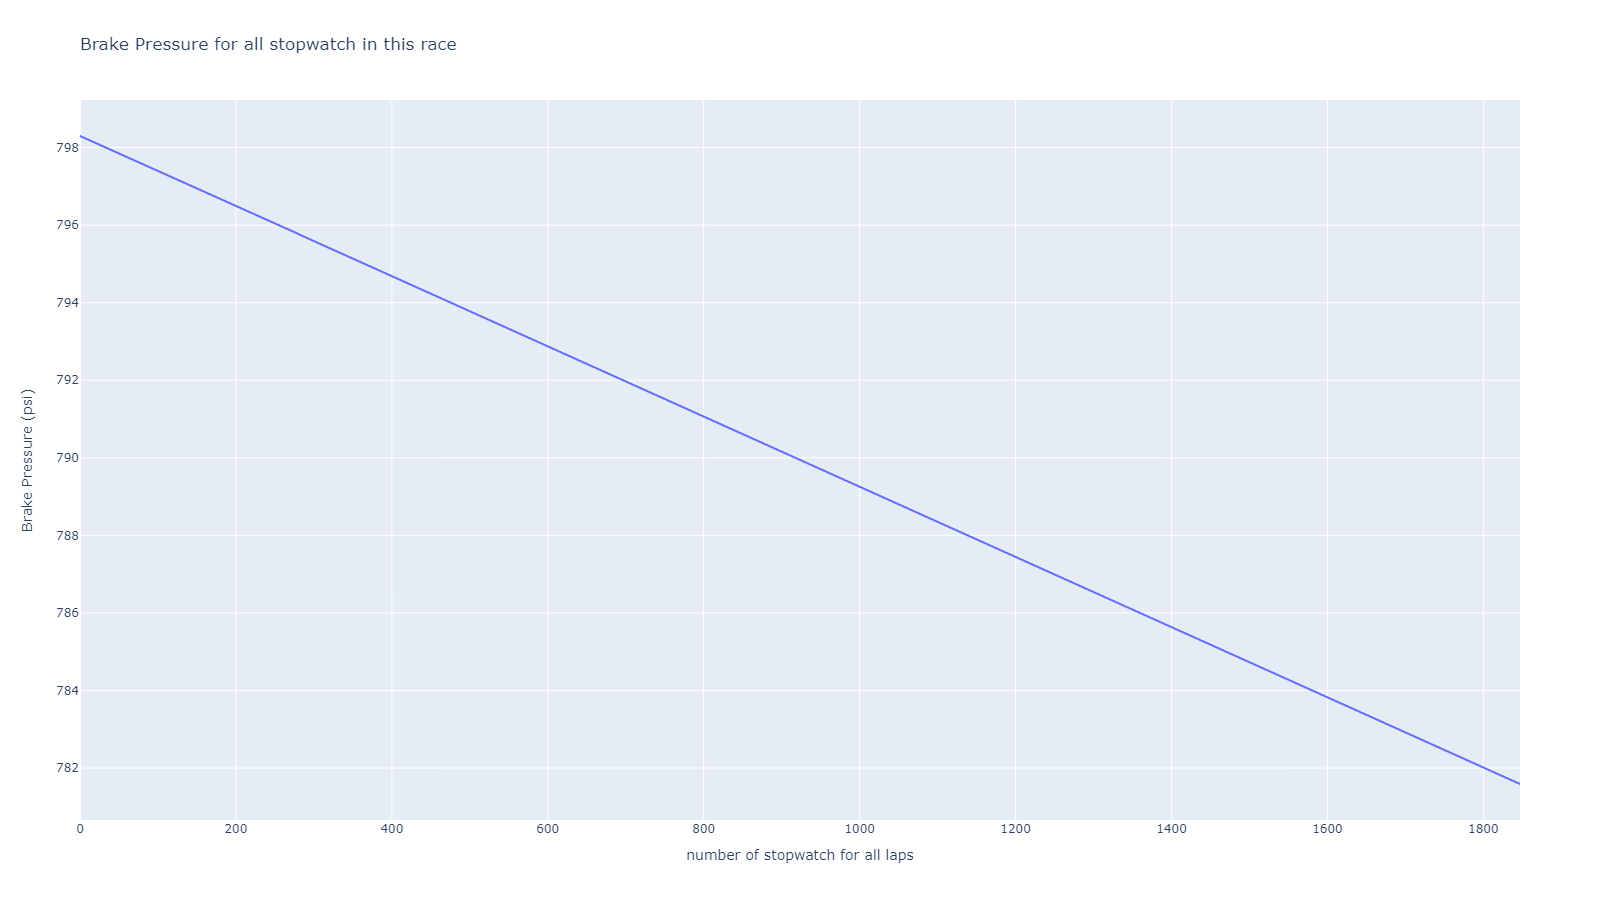 Brake Pressure for all stopwatch in this race
798
796
794
792
790
788
786
784
782
Brake Pressure (psi)
0 200 400 600 800 1000 1200 1400 1600 1800
number of stopwatch for all laps